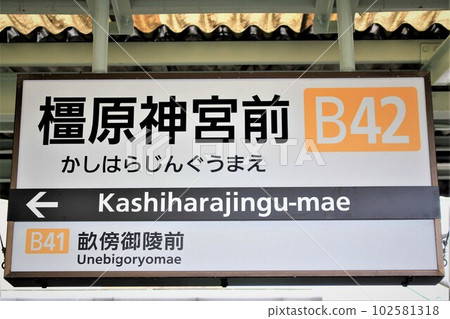 橿原神宮前 B42
かしはらじんぐうまえ
← Kashiharajingu-mae
B41 畝傍御陵前
Unebigoryomae
PIXTA
pixta.jp - 102581318